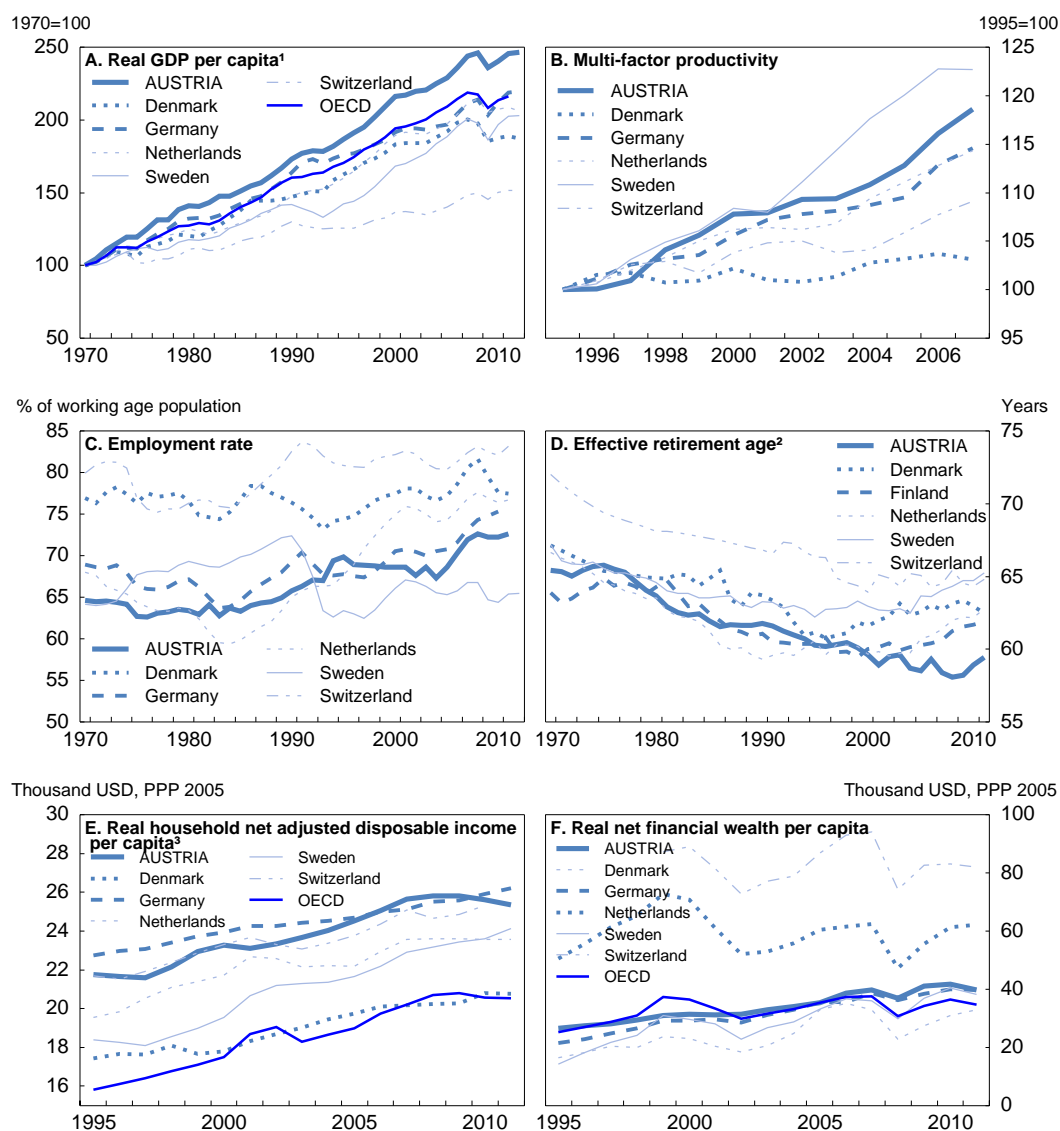 1970=100
1995=100
A. Real GDP per capita¹
AUSTRIA
Denmark
Germany
Netherlands
Sweden
Switzerland
OECD
250
200
150
100
50
1970 1980 1990 2000 2010
B. Multi-factor productivity
AUSTRIA
Denmark
Germany
Netherlands
Sweden
Switzerland
125
120
115
110
105
100
95
1996 1998 2000 2002 2004 2006
% of working age population
Years
C. Employment rate
85
80
75
70
65
60
55
50
AUSTRIA
Denmark
Germany
Netherlands
Sweden
Switzerland
1970 1980 1990 2000 2010
D. Effective retirement age²
AUSTRIA
Denmark
Finland
Netherlands
Sweden
Switzerland
75
70
65
60
55
1970 1980 1990 2000 2010
Thousand USD, PPP 2005
Thousand USD, PPP 2005
E. Real household net adjusted disposable income
per capita³
AUSTRIA
Denmark
Germany
Netherlands
Sweden
Switzerland
OECD
30
28
26
24
22
20
18
16
1995 2000 2005 2010
F. Real net financial wealth per capita
AUSTRIA
Denmark
Germany
Netherlands
Sweden
Switzerland
OECD
100
80
60
40
20
0
1995 2000 2005 2010